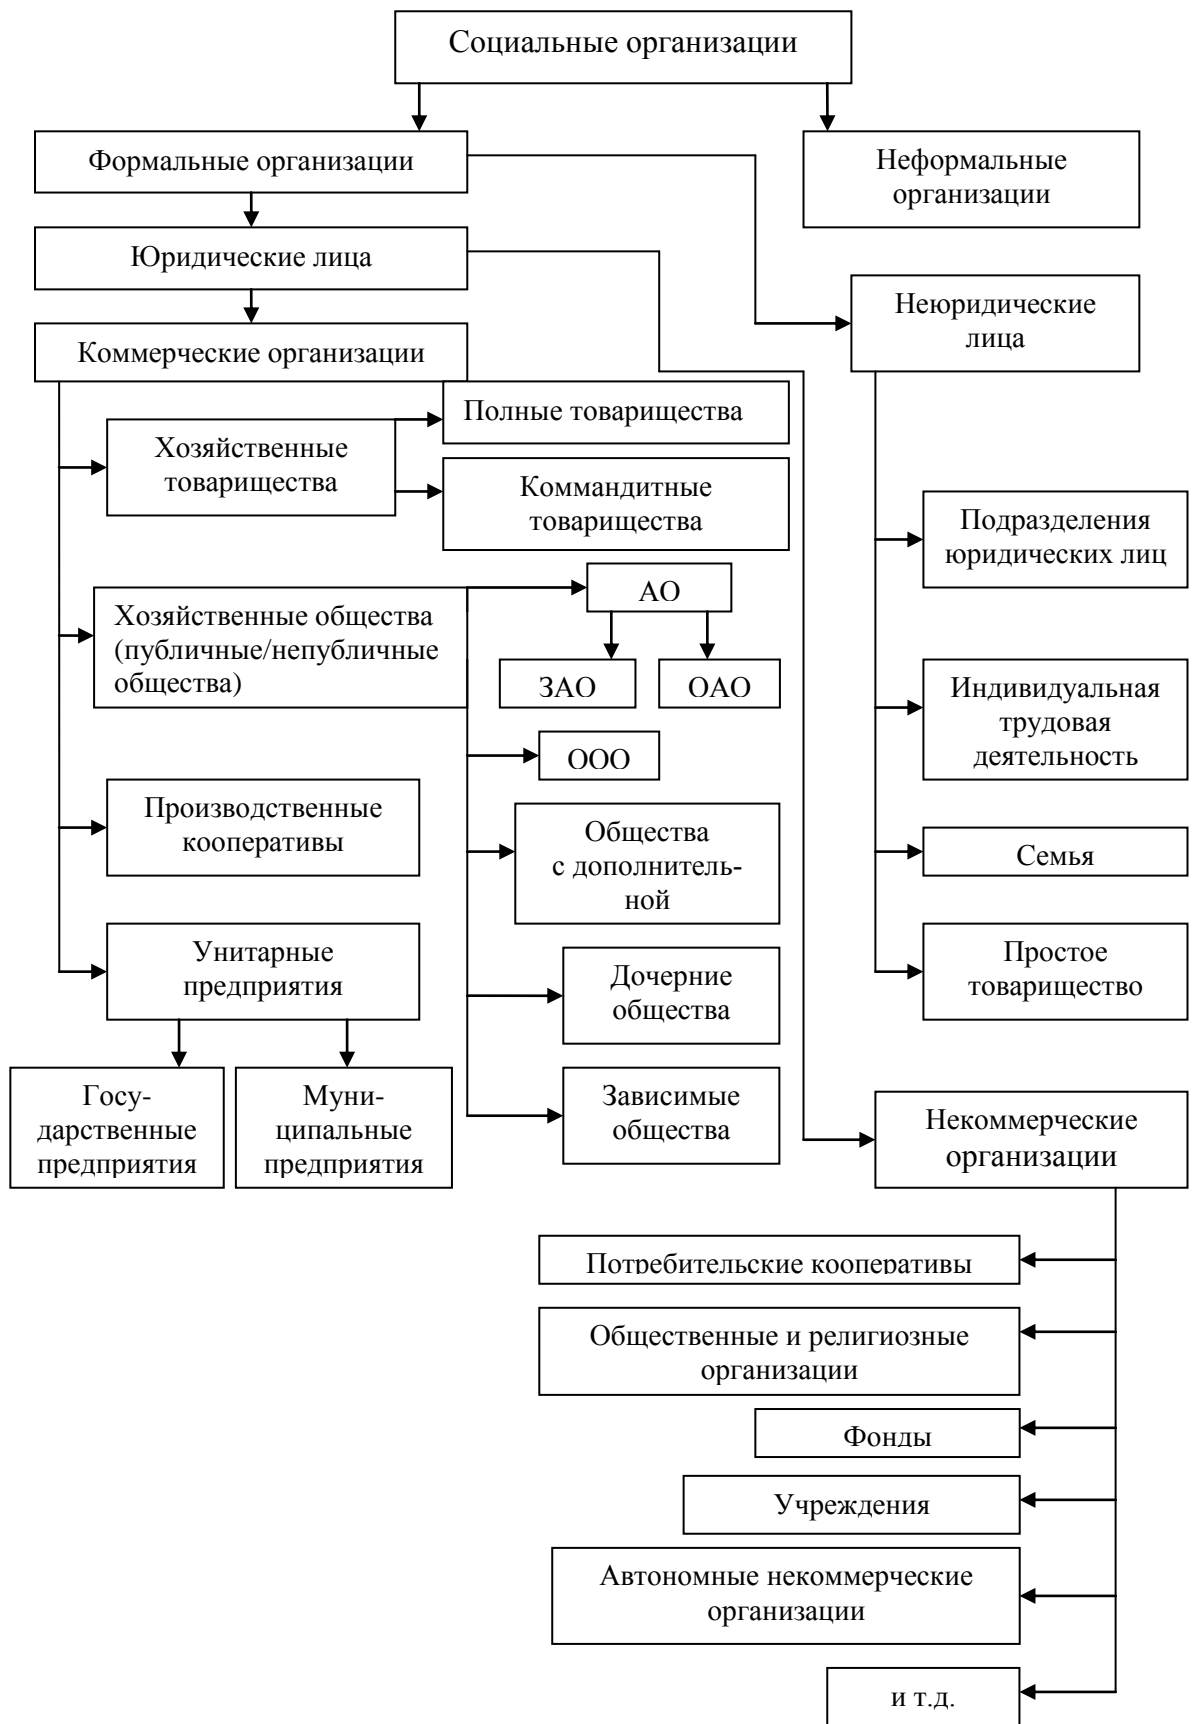 Социальные организации
Формальные организации
Неформальные
организации
Юридические лица
Неюридические
лица
Коммерческие организации
Полные товарищества
Хозяйственные
товарищества
Коммандитные
товарищества
Подразделения
юридических лиц
АО
Хозяйственные общества
(публичные/непубличные
общества)
ЗАО
ОАО
Индивидуальная
трудовая
деятельность
ООО
Производственные
кооперативы
Общества
с дополнитель-
ной
Семья
Унитарные
предприятия
Дочерние
общества
Простое
товарищество
Госу-
дарственные
предприятия
Муни-
ципальные
предприятия
Зависимые
общества
Некоммерческие
организации
Потребительские кооперативы
Общественные и религиозные
организации
Фонды
Учреждения
Автономные некоммерческие
организации
и т.д.